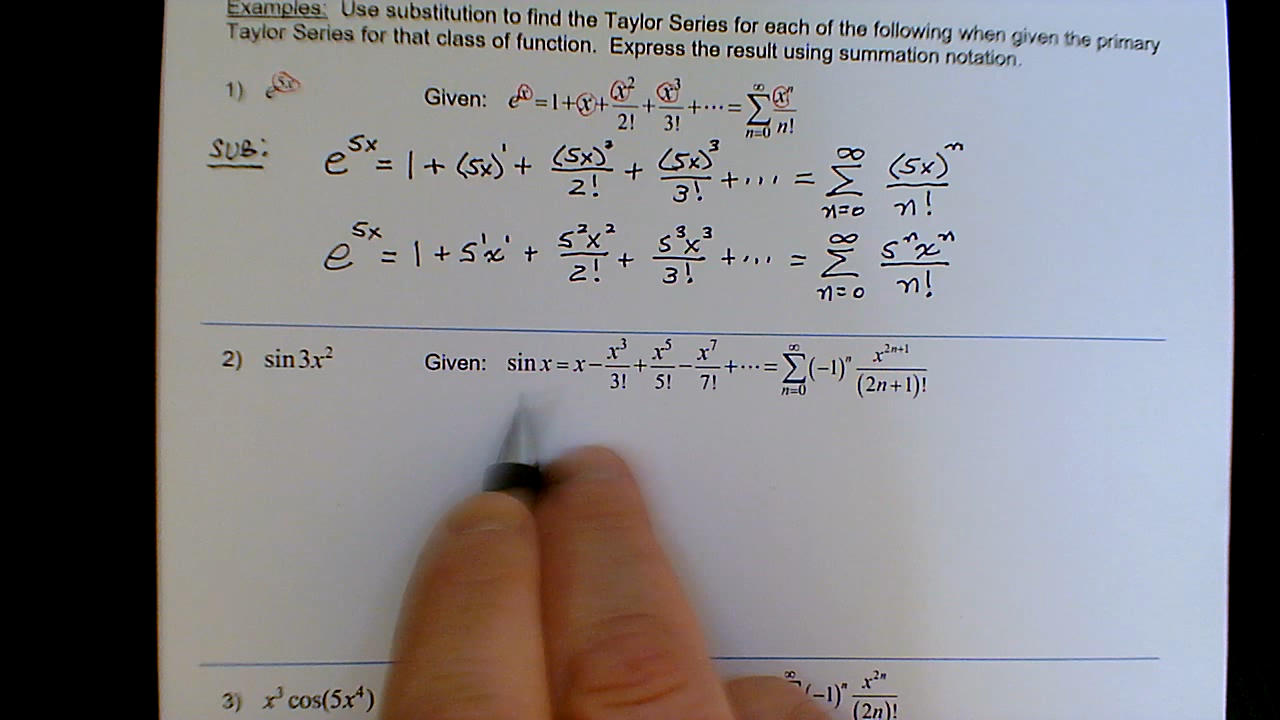 Examples: Use substitution to find the Taylor Series for each of the following when given the primary
Taylor Series for that class of function. Express the result using summation notation.
1) e^{5x} Given: e^x = 1 + x + x^2/2! + x^3/3! + ⋯ = ∑_{n=0}^{∞} x^n/n!
SUB: e^{5x} = 1 + (5x)^1 + (5x)^2/2! + (5x)^3/3! + ⋯ = ∑_{n=0}^{∞} (5x)^n/n!
e^{5x} = 1 + 5^1x^1 + 5^2x^2/2! + 5^3x^3/3! + ⋯ = ∑_{n=0}^{∞} 5^nx^n/n!
2) sin 3x^2 Given: sin x = x − x^3/3! + x^5/5! − x^7/7! + ⋯ = ∑_{n=0}^{∞} (−1)^n x^{2n+1}/(2n+1)!
3) x^3 cos(5x^4) ∞ (−1)^n x^{2n}/(2n)!